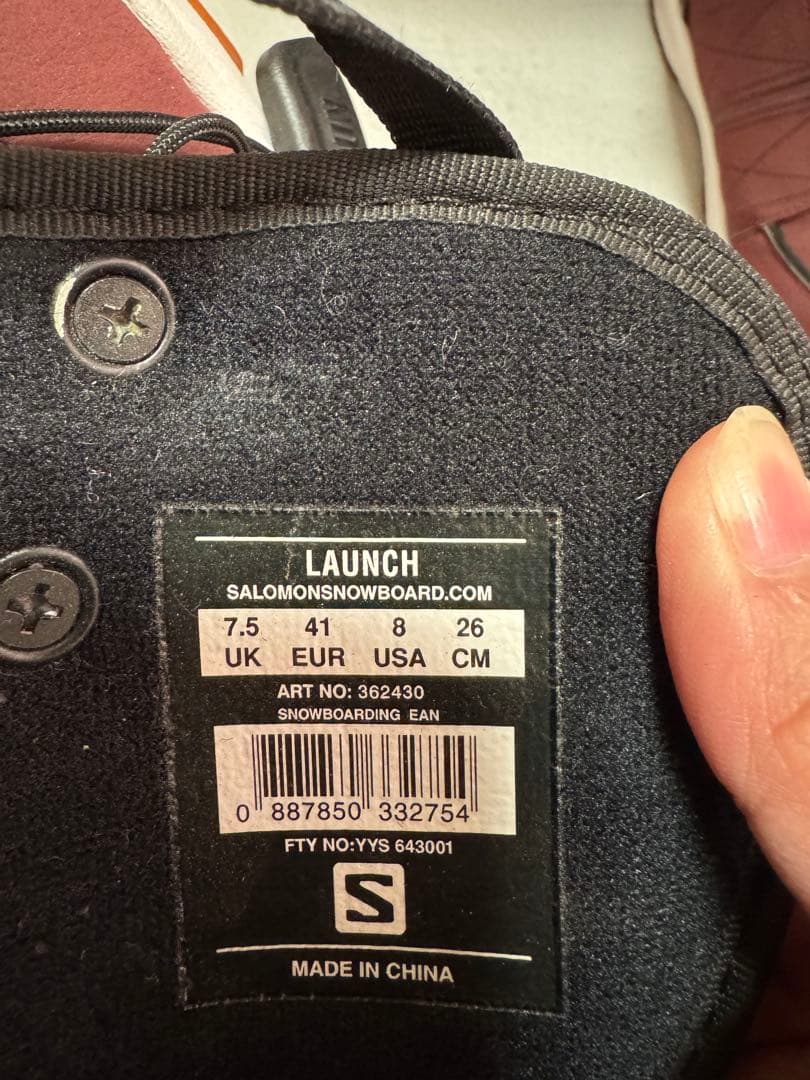 LAUNCH
SALOMONSNOWBOARD.COM
7.5 41 8 26
UK EUR USA CM
ART NO: 362430
SNOWBOARDING EAN
0 887850 332754
FTY NO:YYS 643001
S
MADE IN CHINA